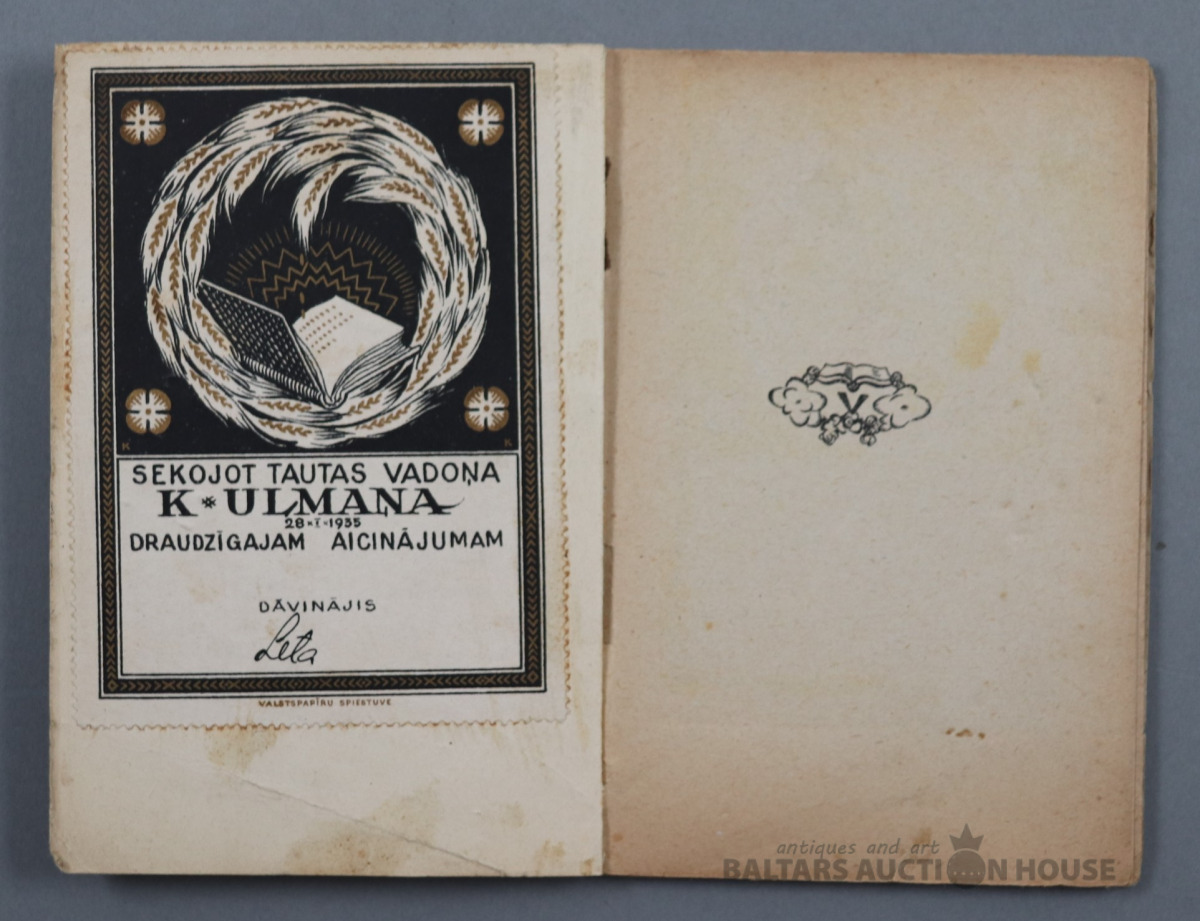 K K
SEKOJOT TAUTAS VADOŅA
K * ULMAŅA
28 * I * 1935
DRAUDZĪGAJAM AICINĀJUMAM
DĀVINĀJIS
Leta
VALSTSPAPĪRU SPIESTUVE
V
antiques and art
BALTARS AUCTION HOUSE